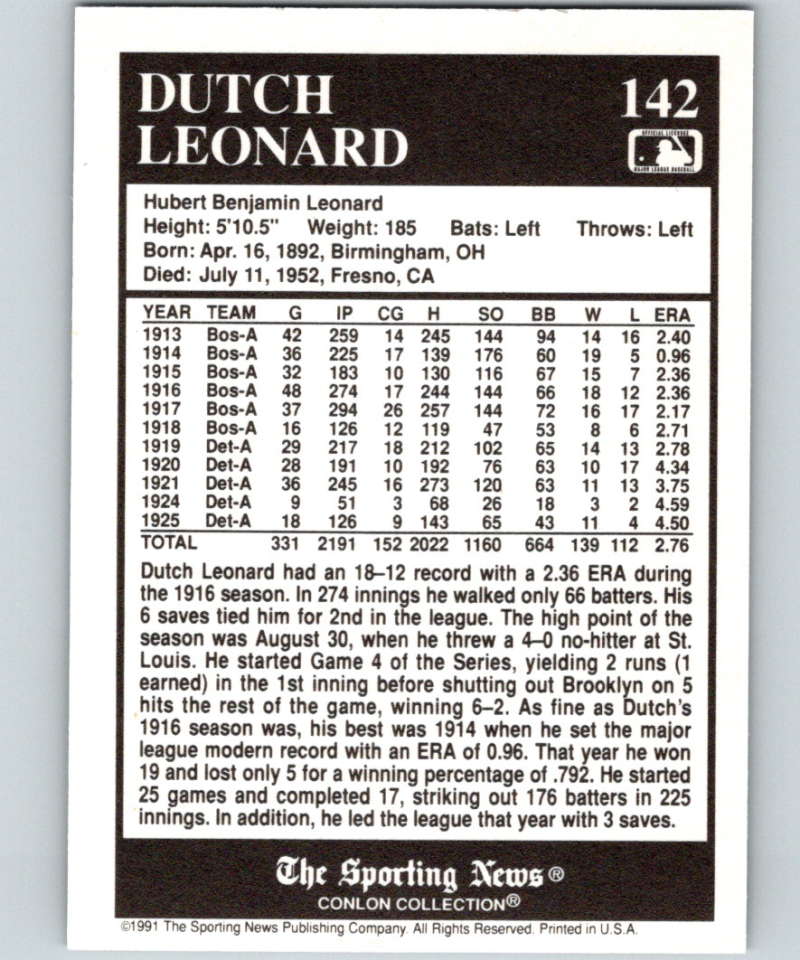 DUTCH 142
LEONARD
OFFICIAL LICENSEE
MAJOR LEAGUE BASEBALL
Hubert Benjamin Leonard
Height: 5'10.5" Weight: 185 Bats: Left Throws: Left
Born: Apr. 16, 1892, Birmingham, OH
Died: July 11, 1952, Fresno, CA
YEAR TEAM G IP CG H SO BB W L ERA
1913 Bos-A 42 259 14 245 144 94 14 16 2.40
1914 Bos-A 36 225 17 139 176 60 19 5 0.96
1915 Bos-A 32 183 10 130 116 67 15 7 2.36
1916 Bos-A 48 274 17 244 144 66 18 12 2.36
1917 Bos-A 37 294 26 257 144 72 16 17 2.17
1918 Bos-A 16 126 12 119 47 53 8 6 2.71
1919 Det-A 29 217 18 212 102 65 14 13 2.78
1920 Det-A 28 191 10 192 76 63 10 17 4.34
1921 Det-A 36 245 16 273 120 63 11 13 3.75
1924 Det-A 9 51 3 68 26 18 3 2 4.59
1925 Det-A 18 126 9 143 65 43 11 4 4.50
TOTAL 331 2191 152 2022 1160 664 139 112 2.76
Dutch Leonard had an 18–12 record with a 2.36 ERA during
the 1916 season. In 274 innings he walked only 66 batters. His
6 saves tied him for 2nd in the league. The high point of the
season was August 30, when he threw a 4–0 no-hitter at St.
Louis. He started Game 4 of the Series, yielding 2 runs (1
earned) in the 1st inning before shutting out Brooklyn on 5
hits the rest of the game, winning 6–2. As fine as Dutch's
1916 season was, his best was 1914 when he set the major
league modern record with an ERA of 0.96. That year he won
19 and lost only 5 for a winning percentage of .792. He started
25 games and completed 17, striking out 176 batters in 225
innings. In addition, he led the league that year with 3 saves.
The Sporting News®
CONLON COLLECTION®
©1991 The Sporting News Publishing Company. All Rights Reserved. Printed in U.S.A.